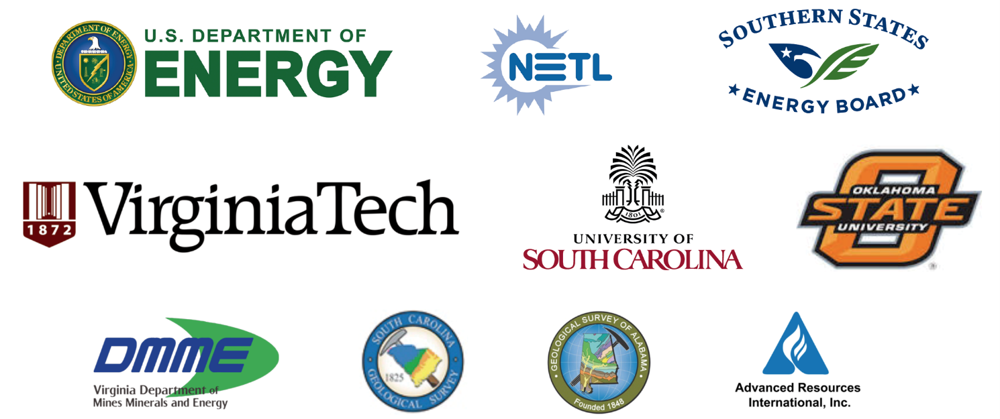 DEPARTMENT OF ENERGY
UNITED STATES OF AMERICA
U.S. DEPARTMENT OF
ENERGY
NETL
SOUTHERN STATES
ENERGY BOARD
1872
VirginiaTech
1801
®
UNIVERSITY OF
SOUTH CAROLINA
OKLAHOMA
STATE
UNIVERSITY
®
DMME
Virginia Department of
Mines Minerals and Energy
SOUTH CAROLINA
1825
GEOLOGICAL SURVEY
GEOLOGICAL SURVEY OF ALABAMA
Founded 1848
Advanced Resources
International, Inc.